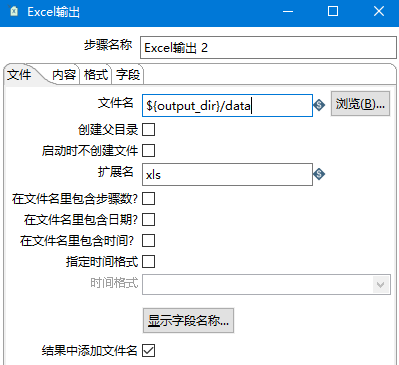 Excel输出
步骤名称 Excel输出 2
文件 内容 格式 字段
文件名 ${output_dir}/data 浏览(B)...
创建父目录
启动时不创建文件
扩展名 xls
在文件名里包含步骤数?
在文件名里包含日期?
在文件名里包含时间?
指定时间格式
时间格式
显示字段名称...
结果中添加文件名